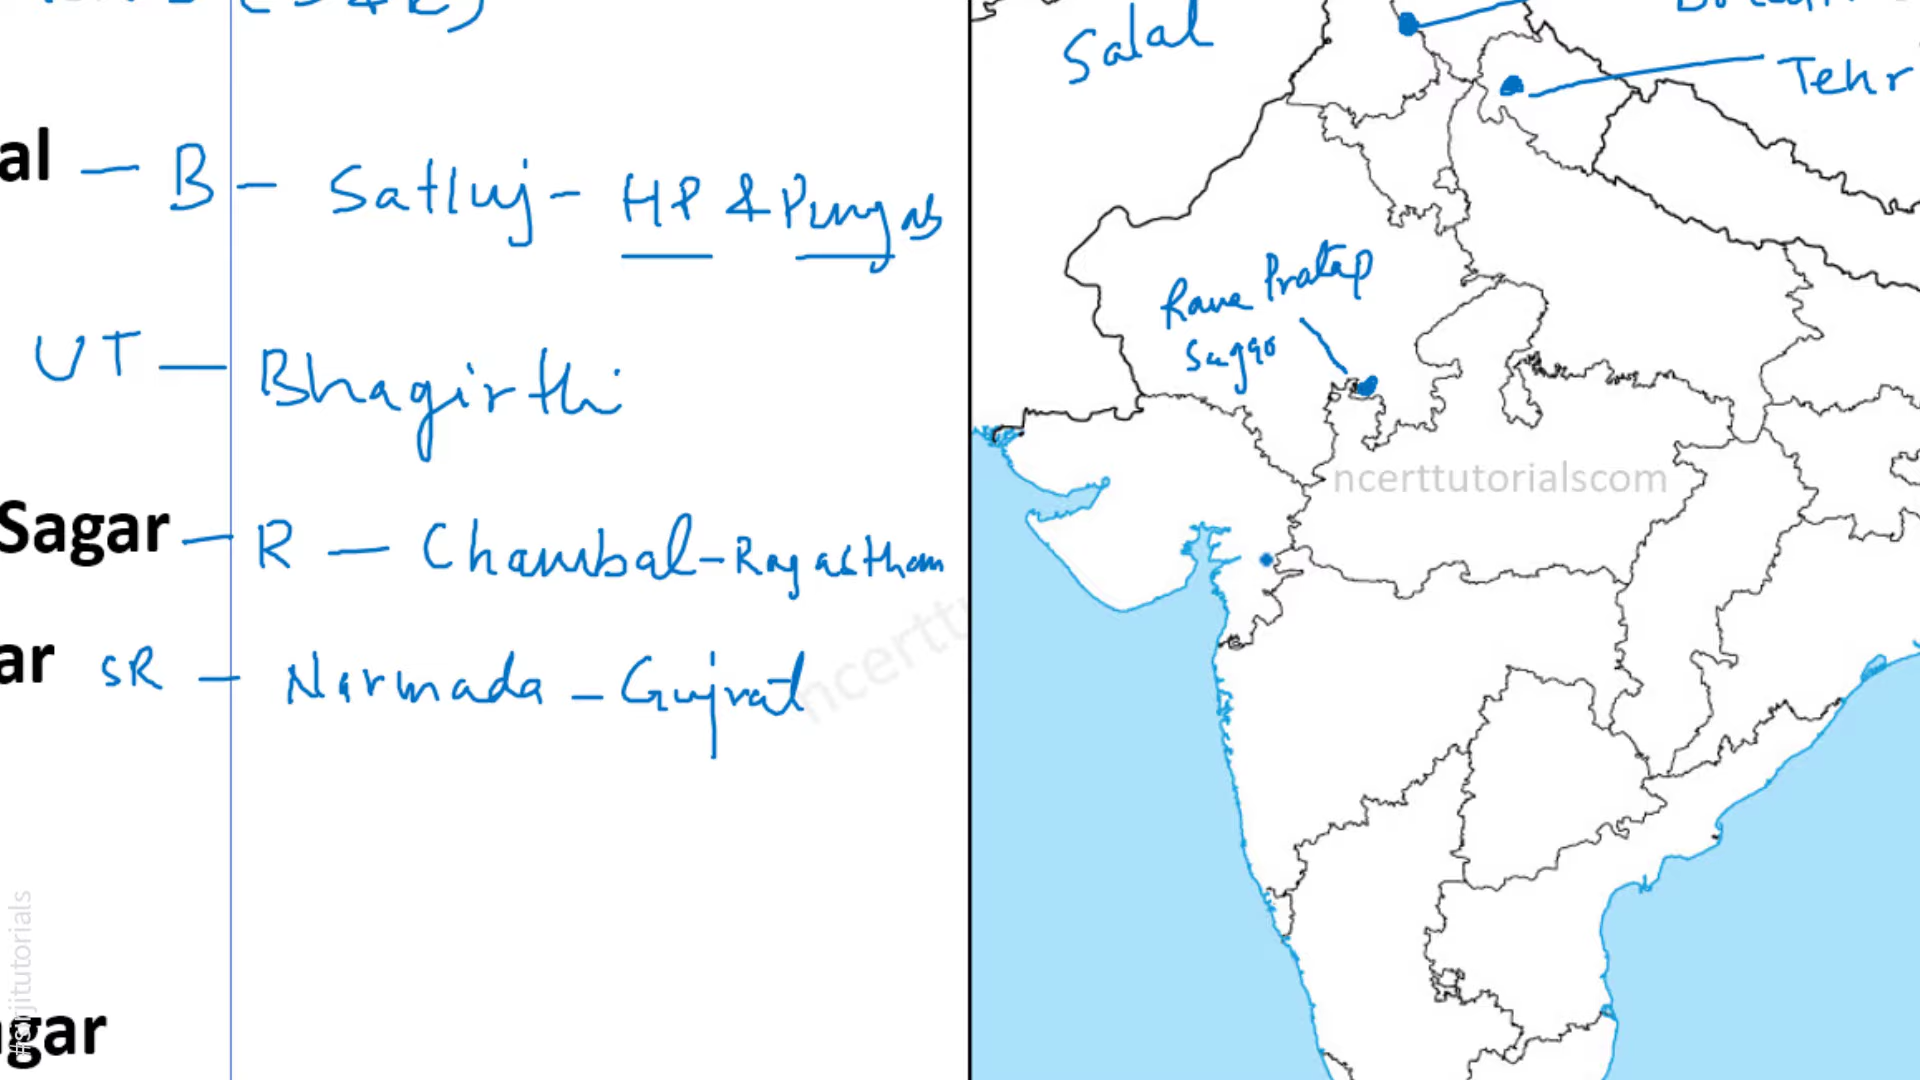 al – B – Satluj – HP & Punjab
UT – Bhagirthi
Sagar – R – Chambal – Rajasthan
ar SR – Narmada – Gujrat
gar
Salal
Tehr
Rana Pratap
Sagar
ncerttutorialscom
ncerttu